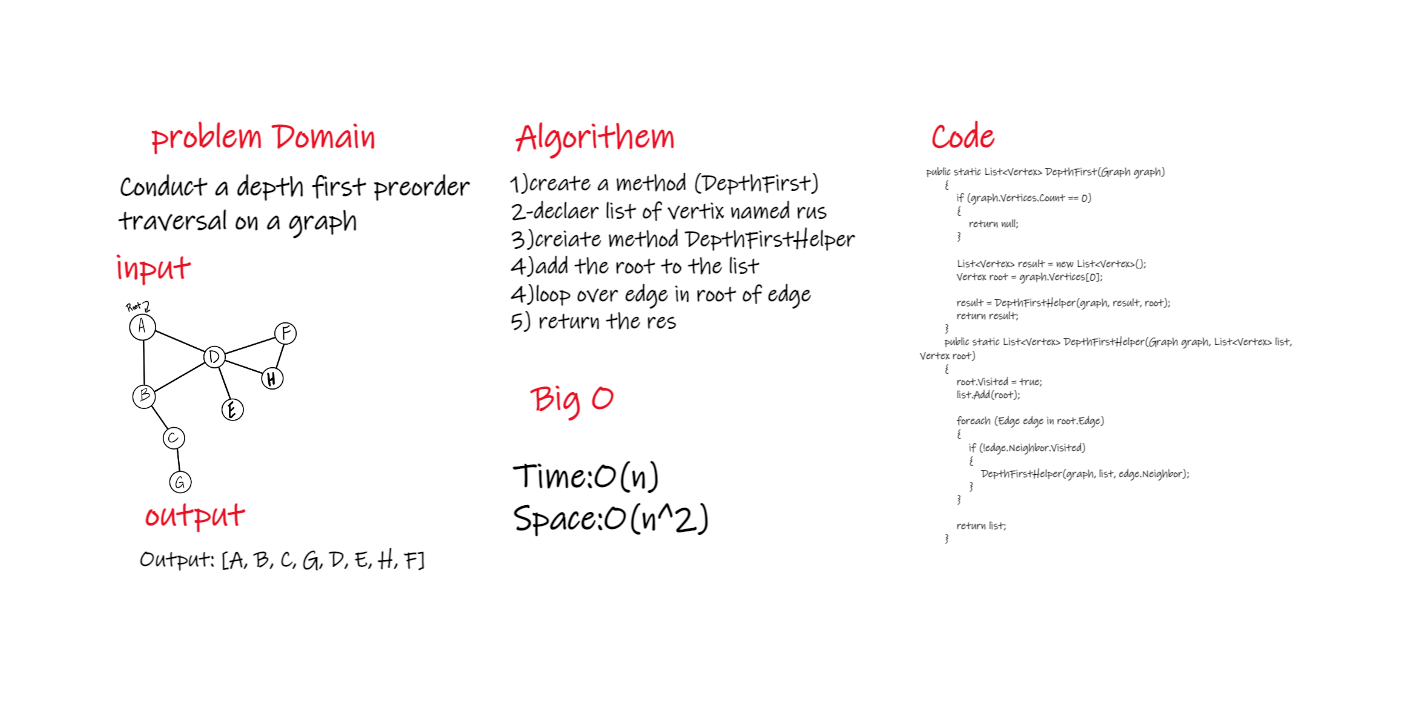 problem Domain
Conduct a depth first preorder
traversal on a graph
input
Root
A
B
C
G
D
E
F
H
output
Output: [A, B, C, G, D, E, H, F]
Algorithem
1)create a method (DepthFirst)
2-declaer list of vertix named rus
3)creiate method DepthFirstHelper
4)add the root to the list
4)loop over edge in root of edge
5) return the res
Big O
Time:O(n)
Space:O(n^2)
Code
public static List<Vertex> DepthFirst(Graph graph)
{
if (graph.Vertices.Count == 0)
{
return null;
}
List<Vertex> result = new List<Vertex>();
Vertex root = graph.Vertices[0];
result = DepthFirstHelper(graph, result, root);
return result;
}
public static List<Vertex> DepthFirstHelper(Graph graph, List<Vertex> list,
Vertex root)
{
root.Visited = true;
list.Add(root);
foreach (Edge edge in root.Edge)
{
if (!edge.Neighbor.Visited)
{
DepthFirstHelper(graph, list, edge.Neighbor);
}
}
return list;
}